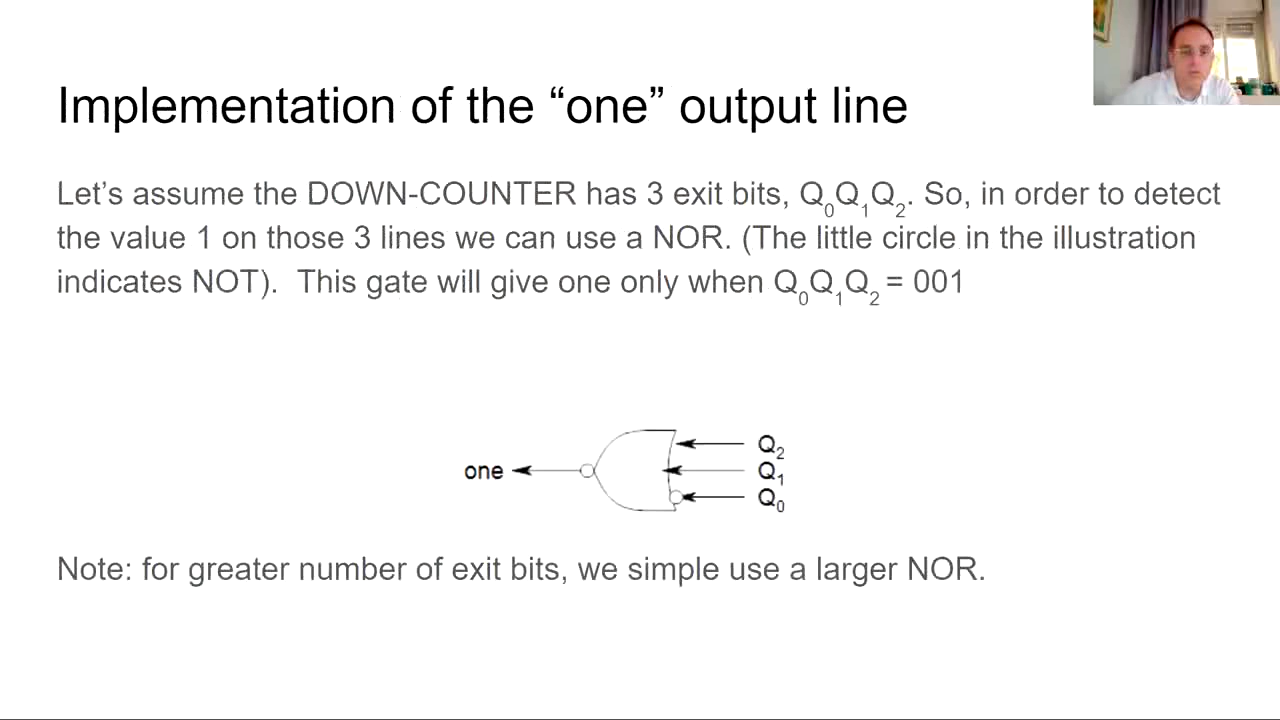 Implementation of the “one” output line
Let’s assume the DOWN-COUNTER has 3 exit bits, Q₀Q₁Q₂. So, in order to detect
the value 1 on those 3 lines we can use a NOR. (The little circle in the illustration
indicates NOT).  This gate will give one only when Q₀Q₁Q₂ = 001
Q₂
one
Q₁
Q₀
Note: for greater number of exit bits, we simple use a larger NOR.